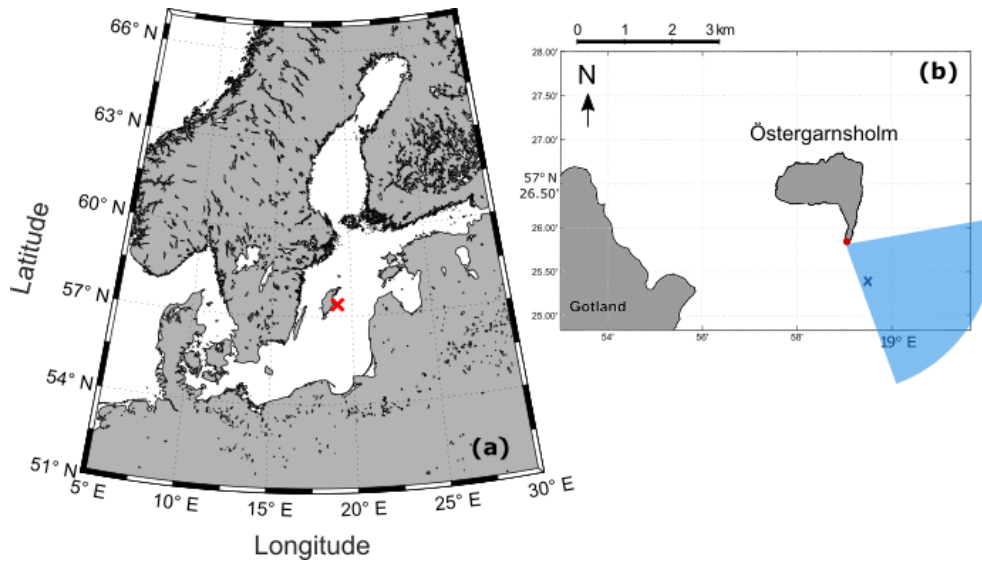 66° N
63° N
60° N
57° N
54° N
51° N
5° E
10° E
15° E
20° E
25° E
30° E
Latitude
Longitude
(a)
0 1 2 3 km
28.00'
27.50'
27.00'
57° N
26.50'
26.00'
25.50'
25.00'
54'
56'
58'
19° E
N
(b)
Östergarnsholm
Gotland